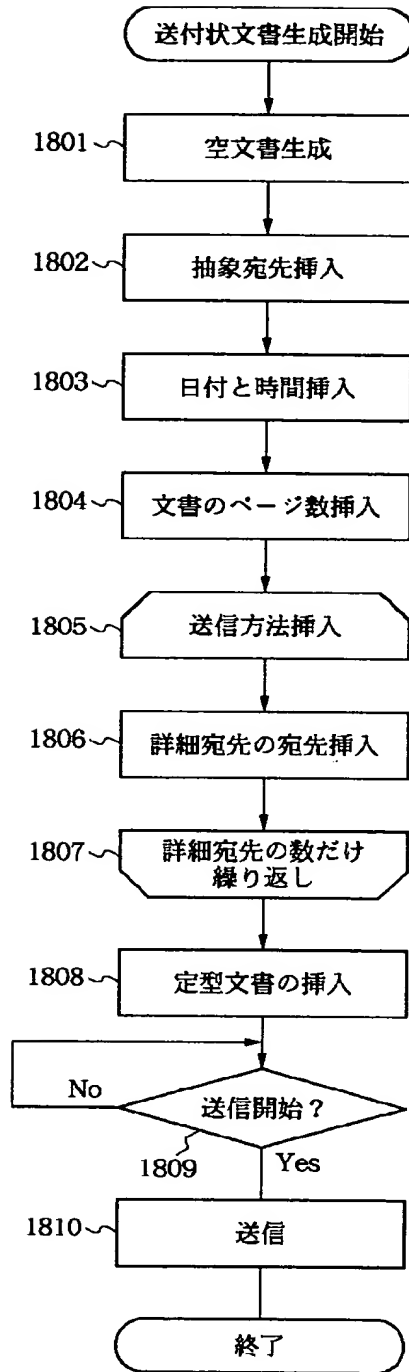 送付状文書生成開始
1801
空文書生成
1802
抽象宛先挿入
1803
日付と時間挿入
1804
文書のページ数挿入
1805
送信方法挿入
1806
詳細宛先の宛先挿入
1807
詳細宛先の数だけ
繰り返し
1808
定型文書の挿入
No
送信開始？
1809
Yes
1810
送信
終了